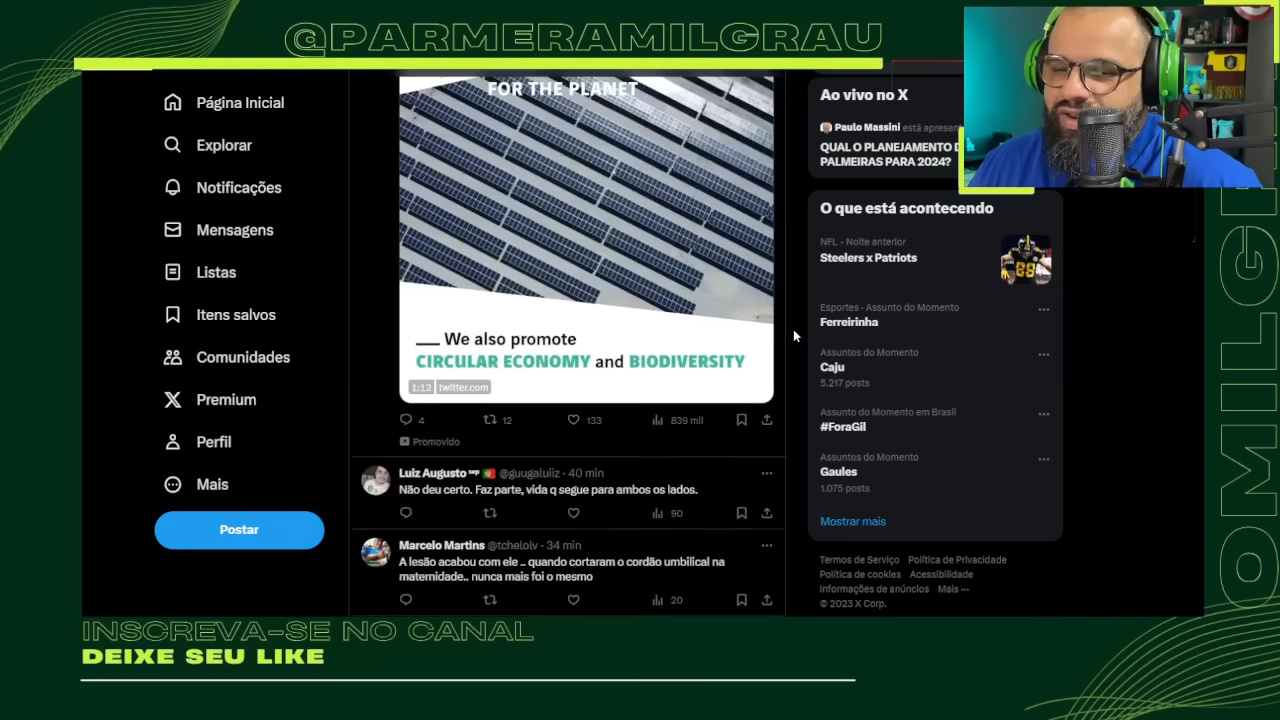 @PARMERAMILGRAU
Página Inicial
Explorar
Notificações
Mensagens
Listas
Itens salvos
Comunidades
Premium
Perfil
Mais
Postar
FOR THE PLANET
We also promote
CIRCULAR ECONOMY and BIODIVERSITY
1:12 twitter.com
4 12 133 839 mil
Promovido
Luiz Augusto @guugaluiiz · 40 min
Não deu certo. Faz parte, vida q segue para ambos os lados.
90
Marcelo Martins @tchelolv · 34 min
A lesão acabou com ele .. quando cortaram o cordão umbilical na
maternidade.. nunca mais foi o mesmo
20
Ao vivo no X
Paulo Massini está apresen
QUAL O PLANEJAMENTO D
PALMEIRAS PARA 2024?
O que está acontecendo
NFL · Noite anterior
Steelers x Patriots
Esportes · Assunto do Momento
Ferreirinha
Assuntos do Momento
Caju
5.217 posts
Assunto do Momento em Brasil
#ForaGil
Assuntos do Momento
Gaules
1.075 posts
Mostrar mais
Termos de Serviço Política de Privacidade
Política de cookies Acessibilidade
Informações de anúncios Mais ···
© 2023 X Corp.
INSCREVA-SE NO CANAL
DEIXE SEU LIKE